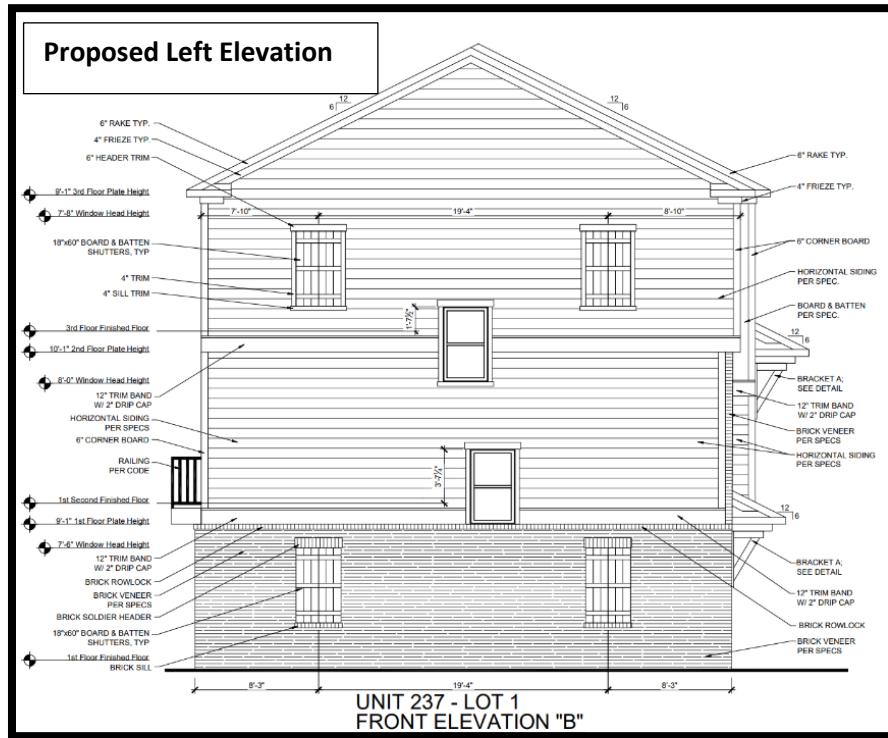 Proposed Left Elevation
12
6
12
6
6" RAKE TYP.
4" FRIEZE TYP.
6" HEADER TRIM
9'-1" 3rd Floor Plate Height
7'-8" Window Head Height
18"x60" BOARD & BATTEN
SHUTTERS, TYP
4" TRIM
4" SILL TRIM
3rd Floor Finished Floor
10'-1" 2nd Floor Plate Height
8'-0" Window Head Height
12" TRIM BAND
W/ 2" DRIP CAP
HORIZONTAL SIDING
PER SPECS
6" CORNER BOARD
RAILING
PER CODE
1st Second Finished Floor
9'-1" 1st Floor Plate Height
7'-6" Window Head Height
12" TRIM BAND
W/ 2" DRIP CAP
BRICK ROWLOCK
BRICK VENEER
PER SPECS
BRICK SOLDIER HEADER
18"x60" BOARD & BATTEN
SHUTTERS, TYP
1st Floor Finished Floor
BRICK SILL
7'-10"
19'-4"
8'-10"
1'-7½"
3'-7¼"
6" RAKE TYP.
4" FRIEZE TYP.
6" CORNER BOARD
HORIZONTAL SIDING
PER SPEC.
BOARD & BATTEN
PER SPEC.
12
6
BRACKET A;
SEE DETAIL
12" TRIM BAND
W/ 2" DRIP CAP
BRICK VENEER
PER SPECS
HORIZONTAL SIDING
PER SPECS
12
6
BRACKET A;
SEE DETAIL
12" TRIM BAND
W/ 2" DRIP CAP
BRICK ROWLOCK
BRICK VENEER
PER SPECS
8'-3"
19'-4"
8'-3"
UNIT 237 - LOT 1
FRONT ELEVATION "B"